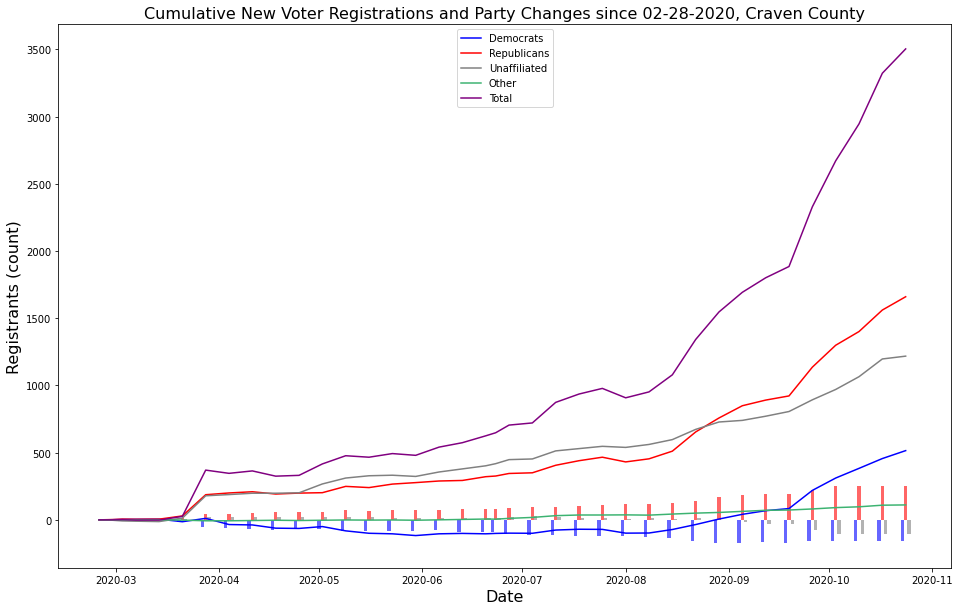 Cumulative New Voter Registrations and Party Changes since 02-28-2020, Craven County
Democrats
Republicans
Unaffiliated
Other
Total
Registrants (count)
3500
3000
2500
2000
1500
1000
500
0
2020-03
2020-04
2020-05
2020-06
2020-07
2020-08
2020-09
2020-10
2020-11
Date